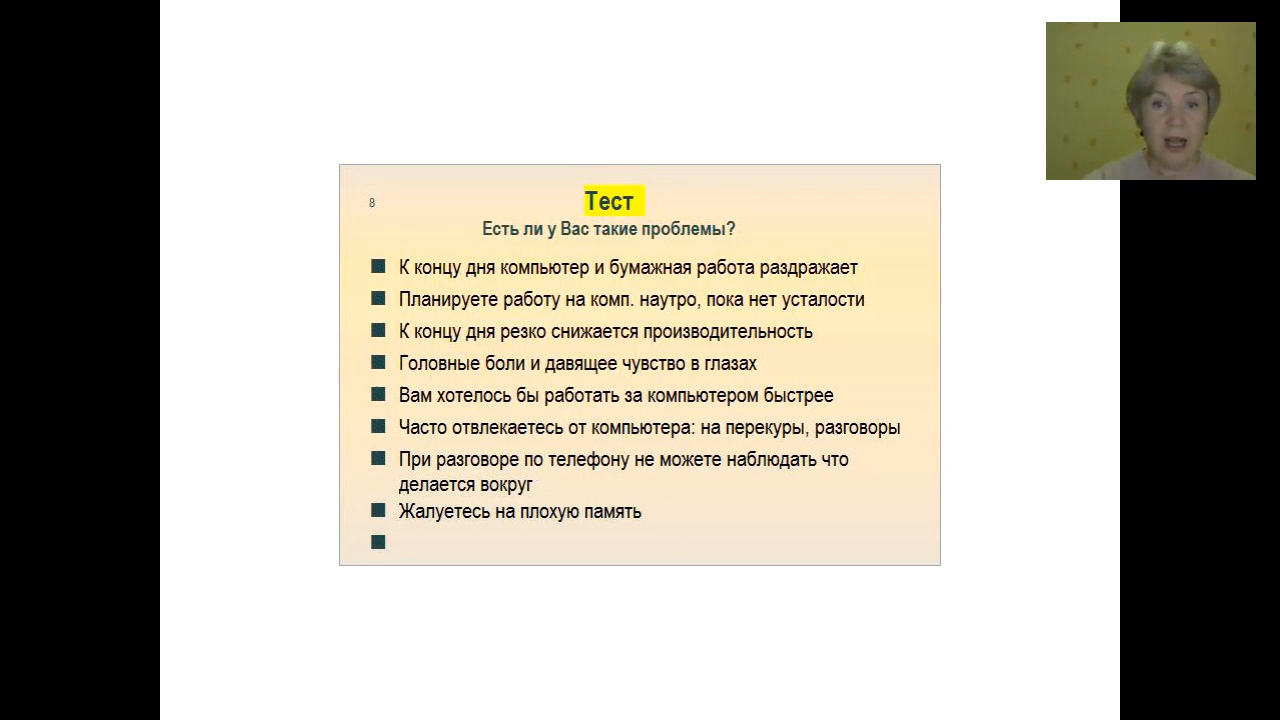 8
Тест
Есть ли у Вас такие проблемы?
К концу дня компьютер и бумажная работа раздражает
Планируете работу на комп. наутро, пока нет усталости
К концу дня резко снижается производительность
Головные боли и давящее чувство в глазах
Вам хотелось бы работать за компьютером быстрее
Часто отвлекаетесь от компьютера: на перекуры, разговоры
При разговоре по телефону не можете наблюдать что
делается вокруг
Жалуетесь на плохую память